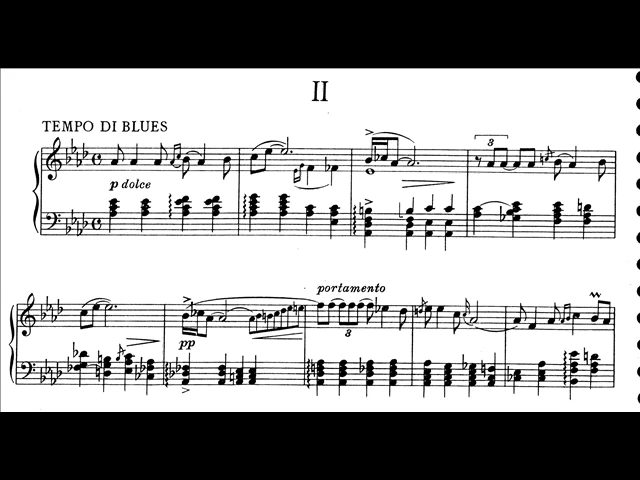 II
TEMPO DI BLUES
3
p dolce
portamento
pp
3